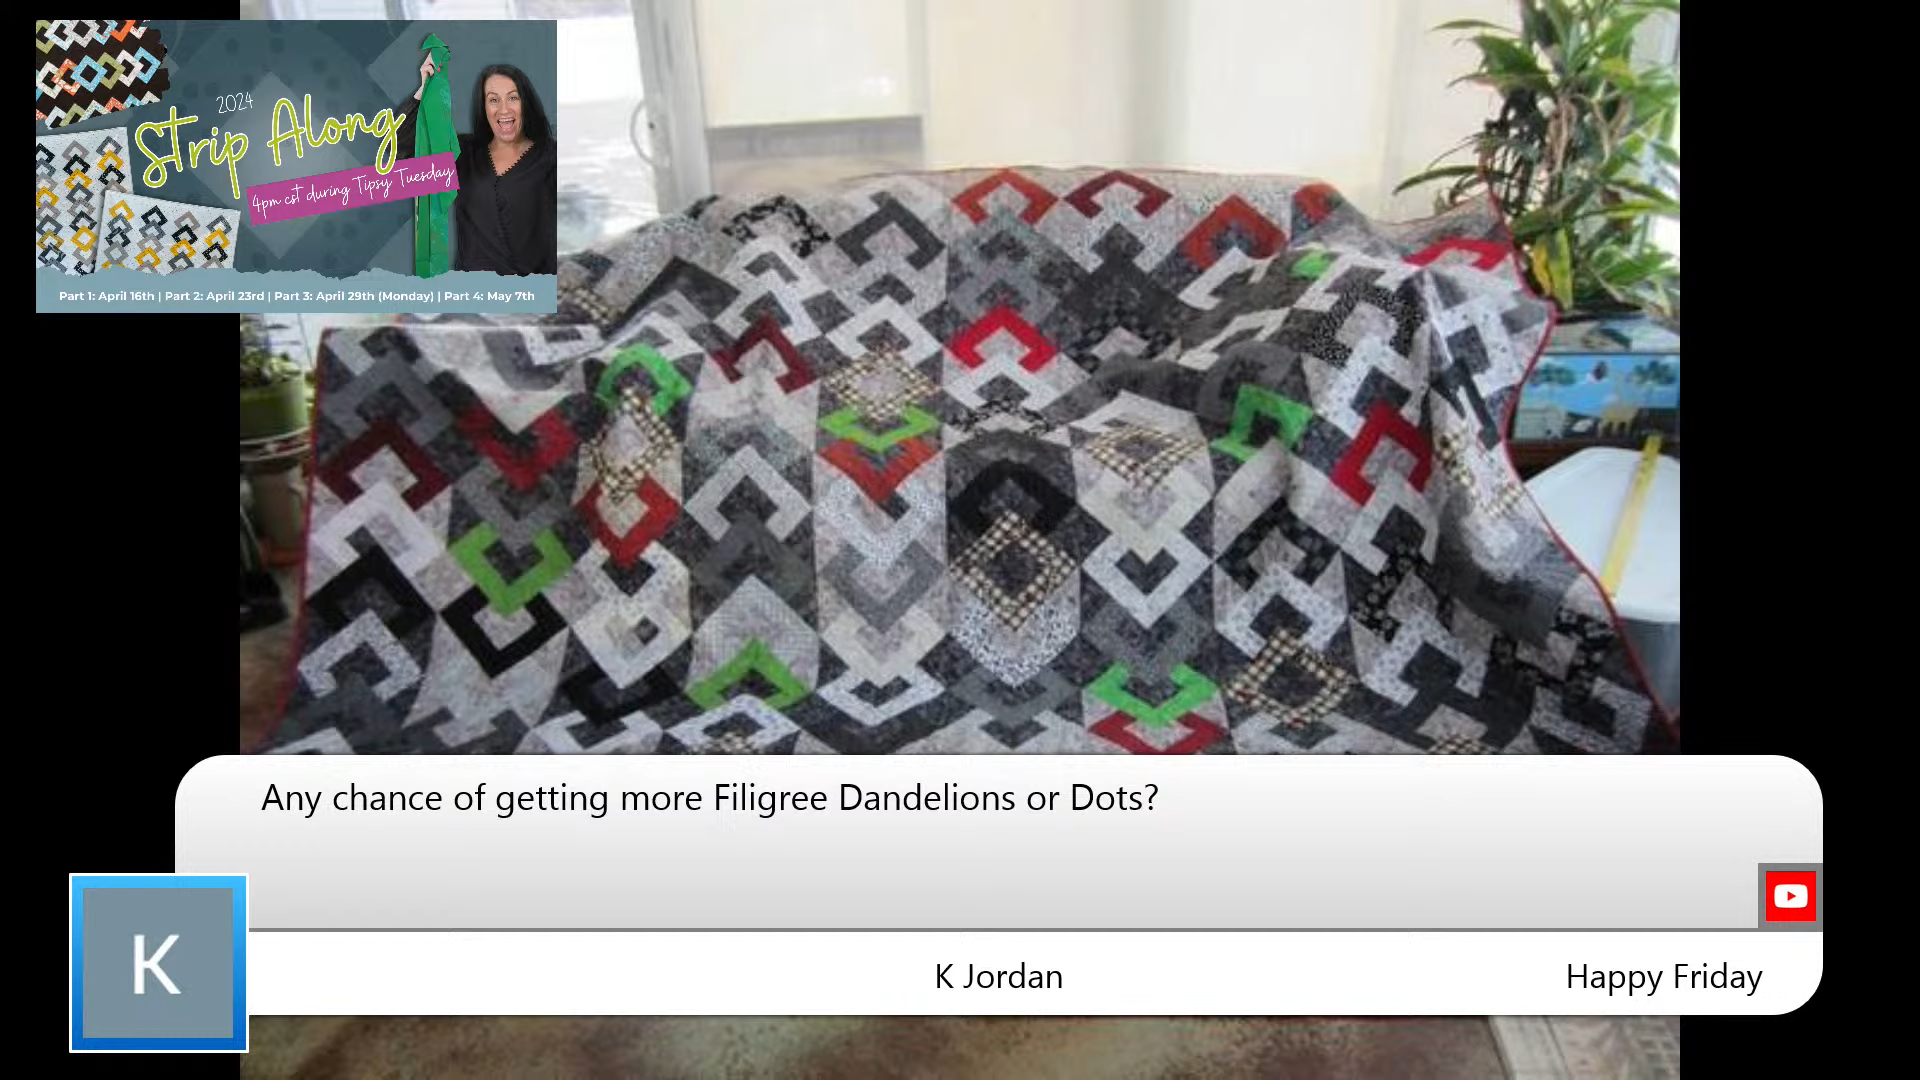 2024
Strip Along
4pm cst during Tipsy Tuesday
Part 1: April 16th | Part 2: April 23rd | Part 3: April 29th (Monday) | Part 4: May 7th
Any chance of getting more Filigree Dandelions or Dots?
K
K Jordan
Happy Friday